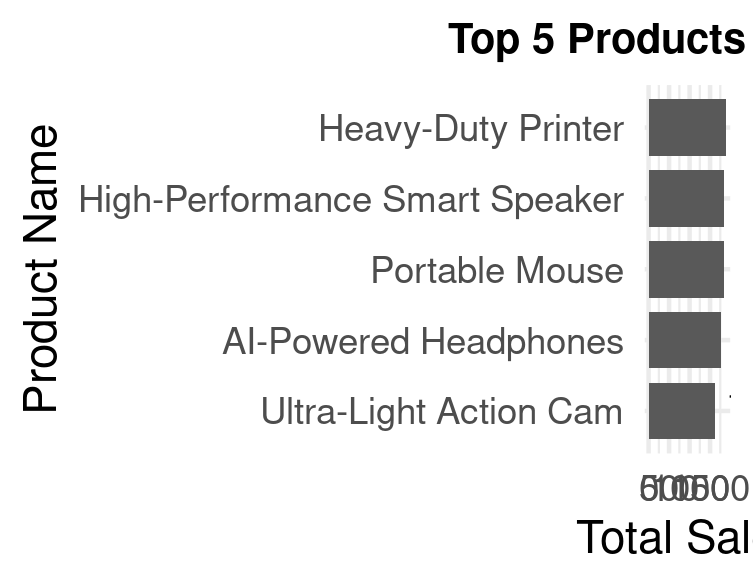 Top 5 Products
Product Name
Heavy-Duty Printer
High-Performance Smart Speaker
Portable Mouse
AI-Powered Headphones
Ultra-Light Action Cam
Total Sal